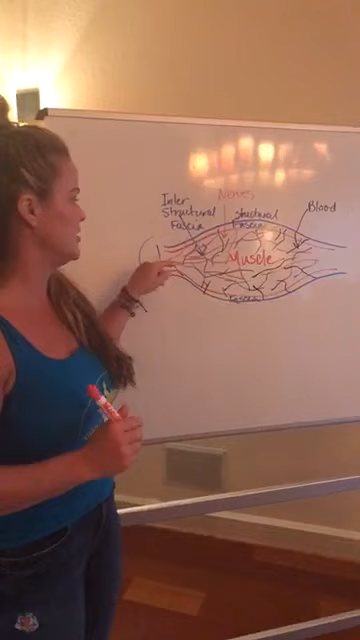 Inter
Structural
Fascia
Nerves
Structural
Fascia
Blood
Muscle
Fascia